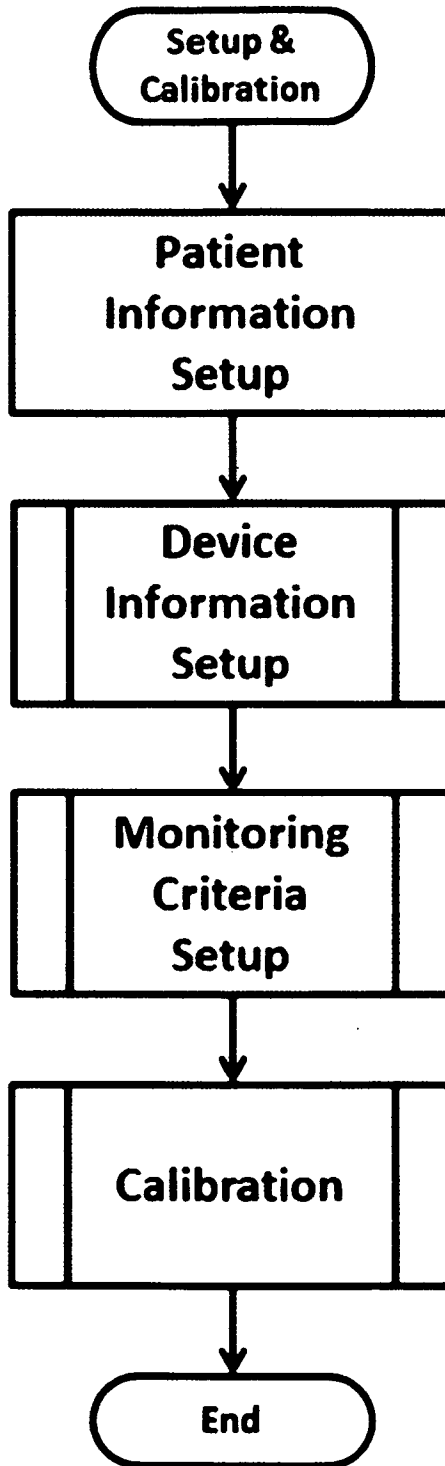 Setup &
Calibration
Patient
Information
Setup
Device
Information
Setup
Monitoring
Criteria
Setup
Calibration
End